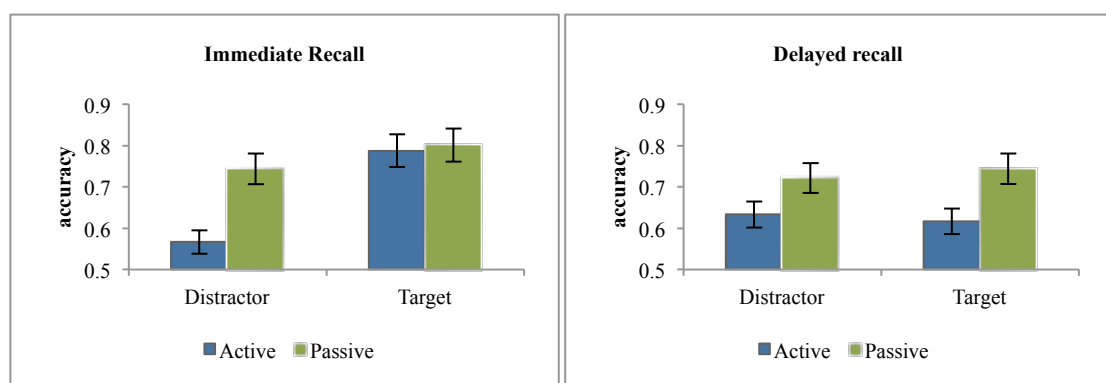 Immediate Recall
accuracy
0.9
0.8
0.7
0.6
0.5
Distractor
Target
Active
Passive
Delayed recall
accuracy
0.9
0.8
0.7
0.6
0.5
Distractor
Target
Active
Passive